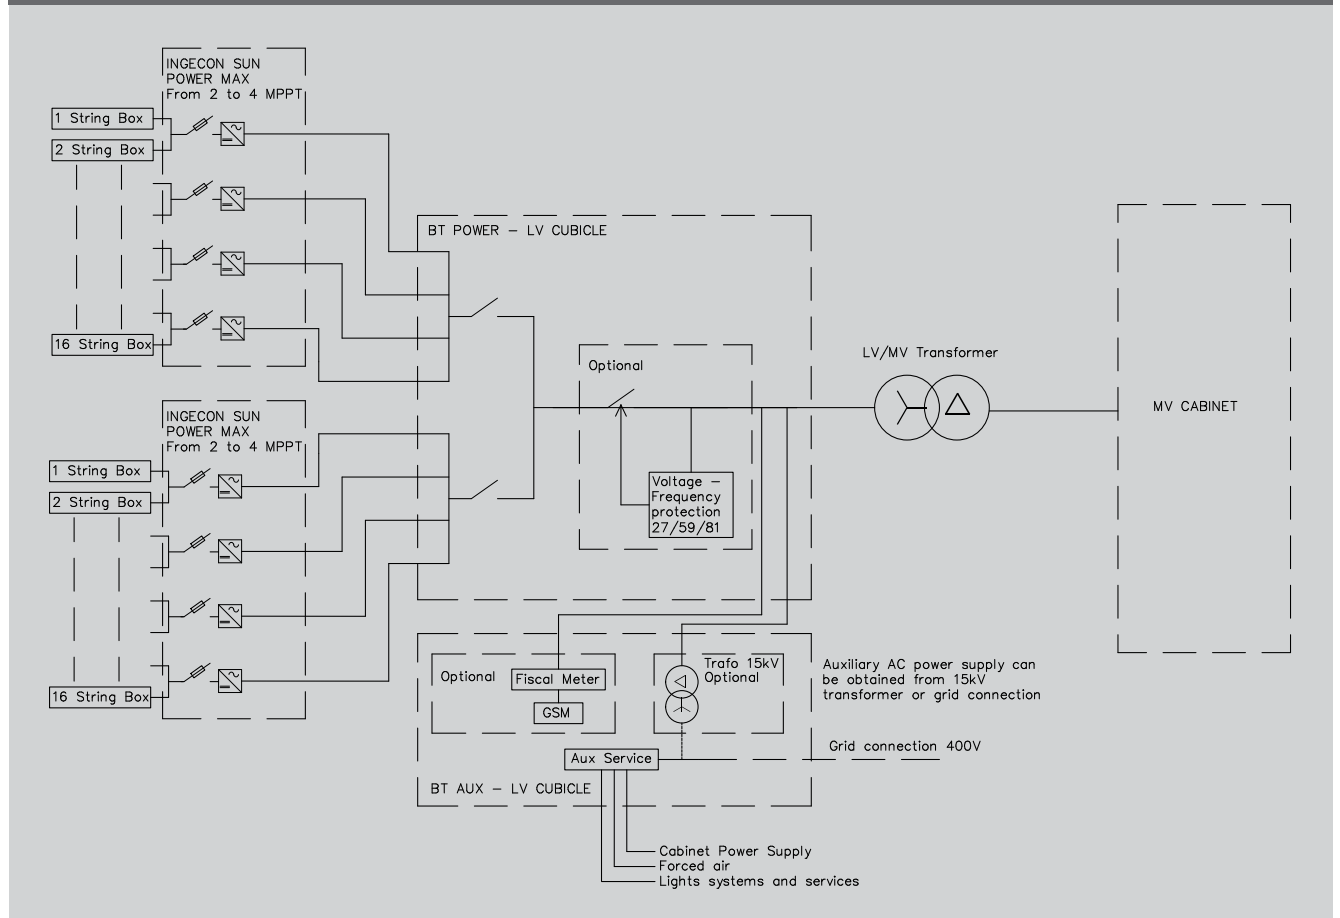 INGECON SUN
POWER MAX
From 2 to 4 MPPT
1 String Box
2 String Box
16 String Box
BT POWER – LV CUBICLE
Optional
Voltage –
Frequency
protection
27/59/81
LV/MV Transformer
MV CABINET
INGECON SUN
POWER MAX
From 2 to 4 MPPT
1 String Box
2 String Box
16 String Box
Optional
Fiscal Meter
GSM
Trafo 15kV
Optional
Auxiliary AC power supply can
be obtained from 15kV
transformer or grid connection
Grid connection 400V
Aux Service
BT AUX – LV CUBICLE
Cabinet Power Supply
Forced air
Lights systems and services